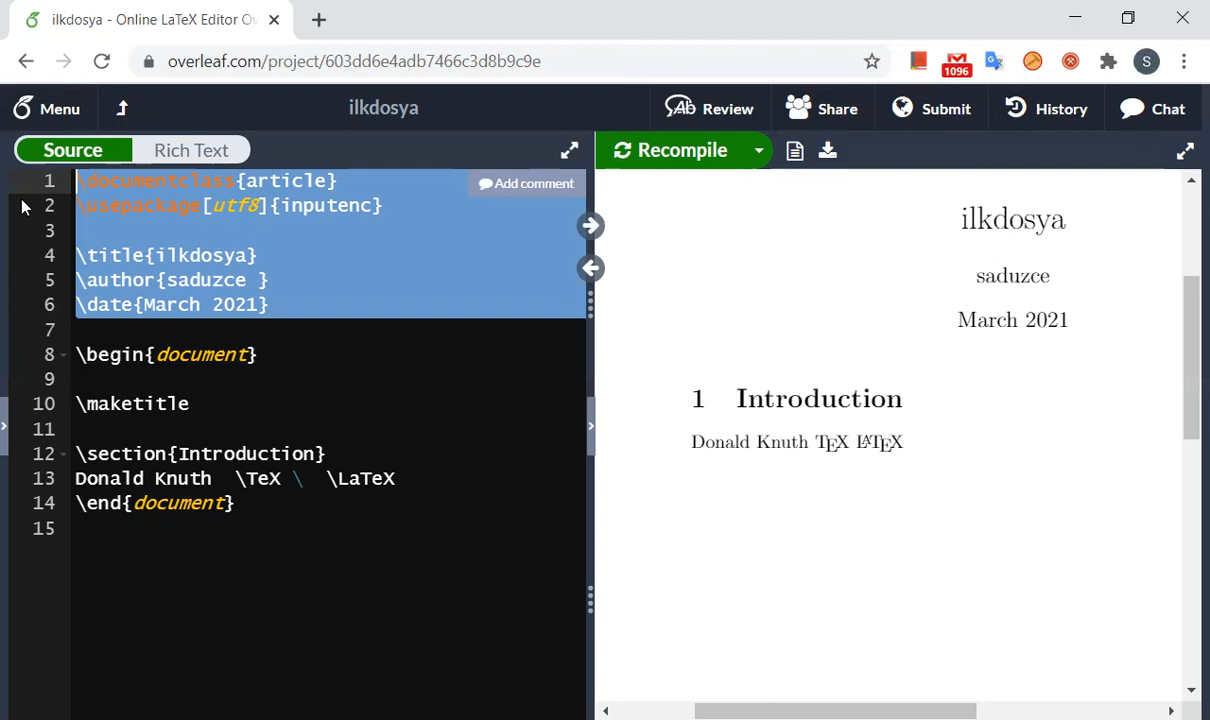 ilkdosya - Online LaTeX Editor Ov
overleaf.com/project/603dd6e4adb7466c3d8b9c9e
1096
S
Menu
ilkdosya
Review
Share
Submit
History
Chat
Source
Rich Text
Recompile
1 \documentclass{article}
Add comment
2 \usepackage[utf8]{inputenc}
3
4 \title{ilkdosya}
5 \author{saduzce }
6 \date{March 2021}
7
8 \begin{document}
9
10 \maketitle
11
12 \section{Introduction}
13 Donald Knuth  \TeX \  \LaTeX
14 \end{document}
15
ilkdosya
saduzce
March 2021
1 Introduction
Donald Knuth TEX LATEX